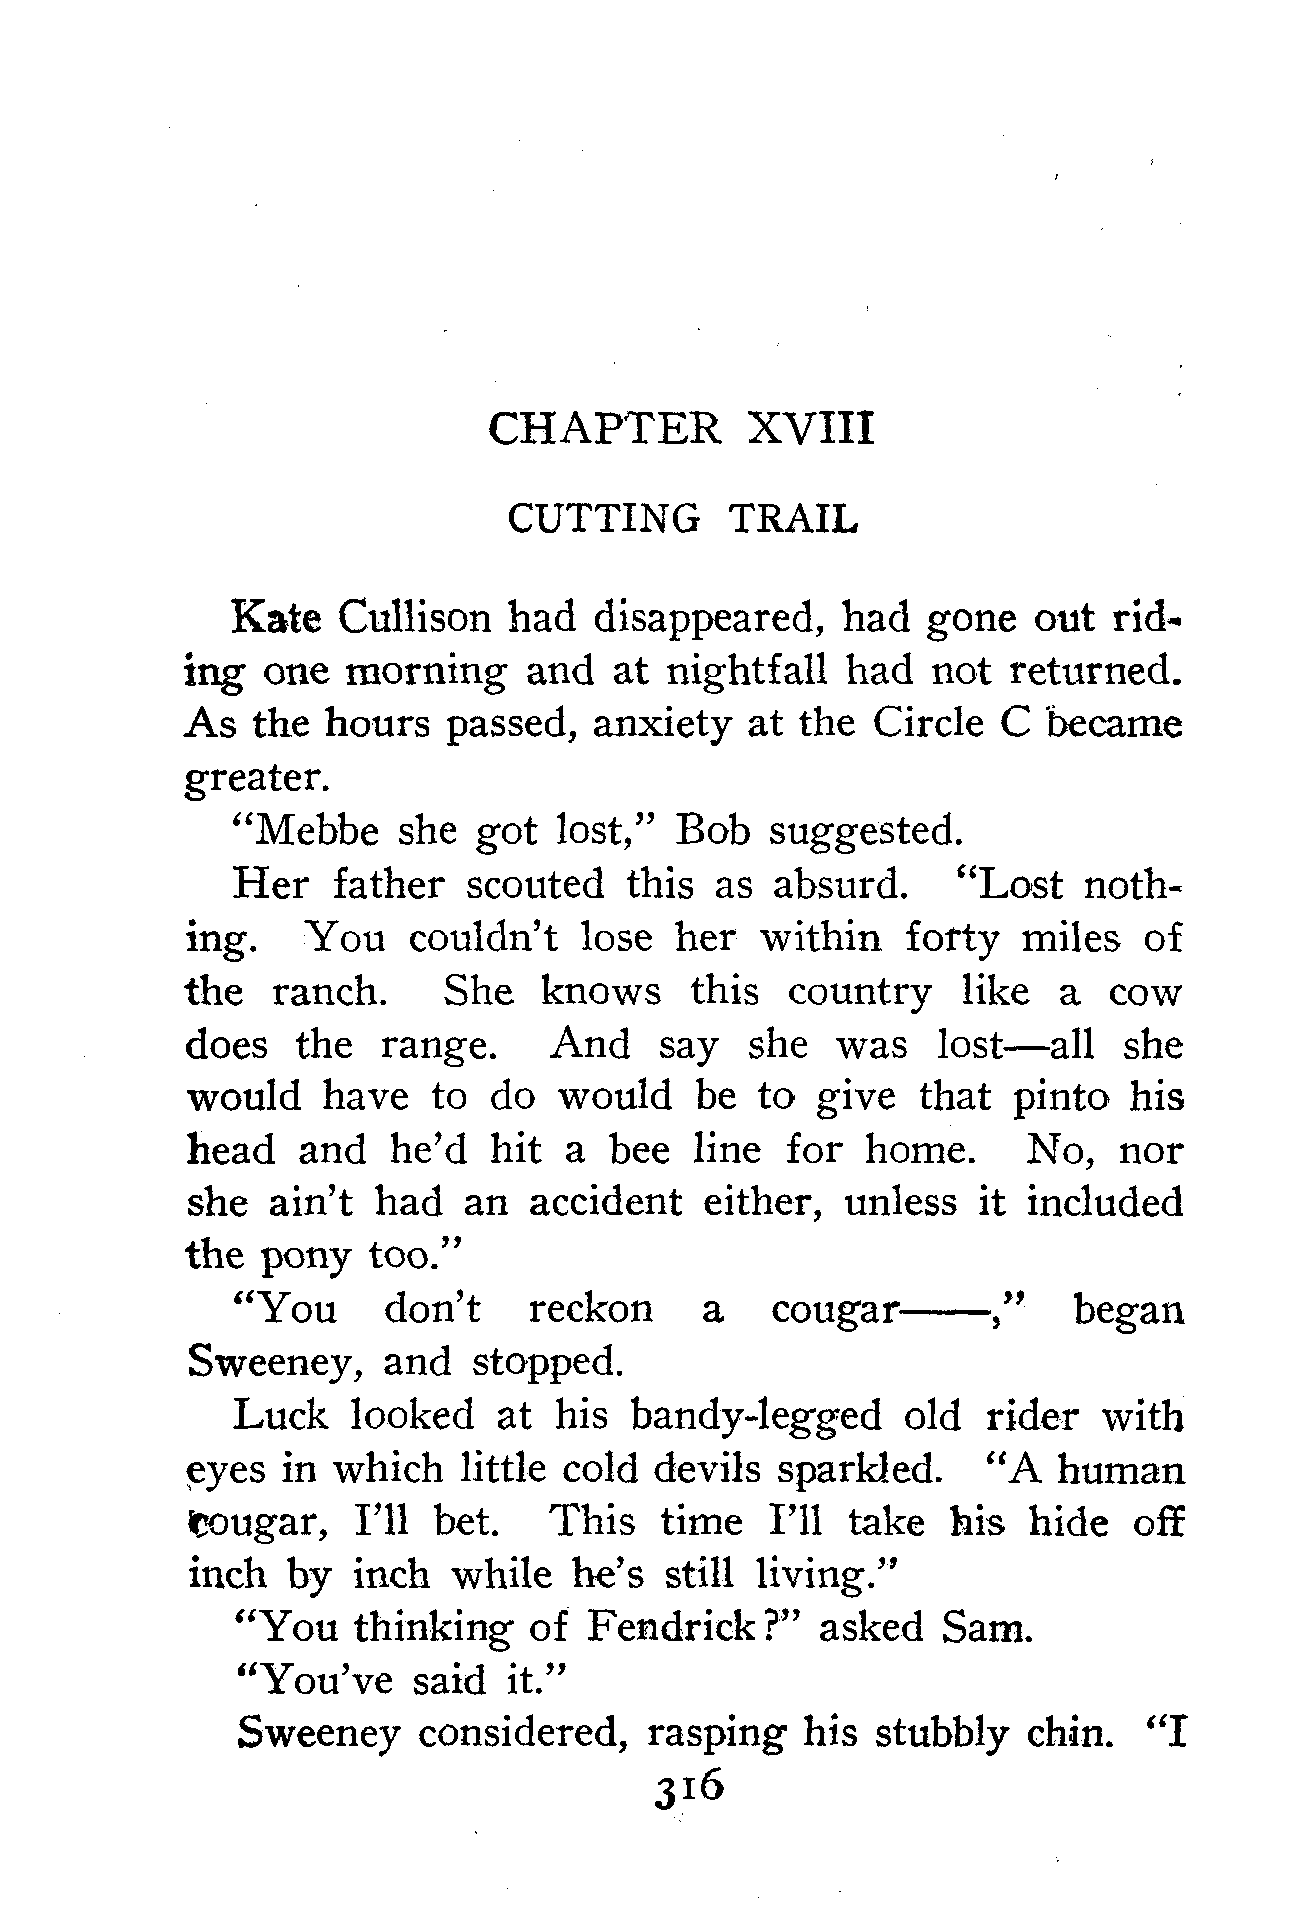 CHAPTER XVIII
CUTTING TRAIL
Kate Cullison had disappeared, had gone out rid-
ing one morning and at nightfall had not returned.
As the hours passed, anxiety at the Circle C became
greater.
“Mebbe she got lost,” Bob suggested.
Her father scouted this as absurd. “Lost noth-
ing. You couldn’t lose her within forty miles of
the ranch. She knows this country like a cow
does the range. And say she was lost—all she
would have to do would be to give that pinto his
head and he’d hit a bee line for home. No, nor
she ain’t had an accident either, unless it included
the pony too.”
“You don’t reckon a cougar——,” began
Sweeney, and stopped.
Luck looked at his bandy-legged old rider with
eyes in which little cold devils sparkled. “A human
cougar, I’ll bet. This time I’ll take his hide off
inch by inch while he’s still living.”
“You thinking of Fendrick?” asked Sam.
“You’ve said it.”
Sweeney considered, rasping his stubbly chin. “I
316